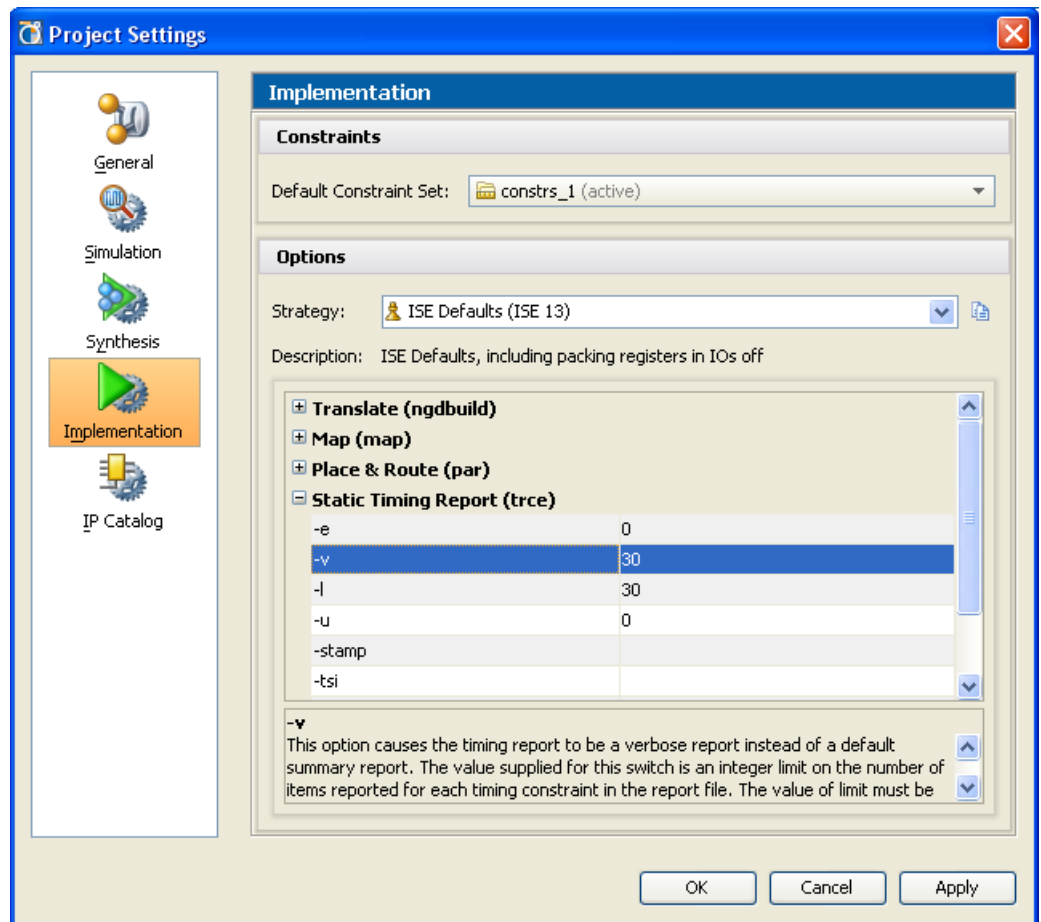 Project Settings
General
Simulation
Synthesis
Implementation
IP Catalog
Implementation
Constraints
Default Constraint Set: constrs_1 (active)
Options
Strategy: ISE Defaults (ISE 13)
Description: ISE Defaults, including packing registers in IOs off
Translate (ngdbuild)
Map (map)
Place & Route (par)
Static Timing Report (trce)
-e 0
-v 30
-l 30
-u 0
-stamp
-tsi
-v
This option causes the timing report to be a verbose report instead of a default
summary report. The value supplied for this switch is an integer limit on the number of
items reported for each timing constraint in the report file. The value of limit must be
OK Cancel Apply